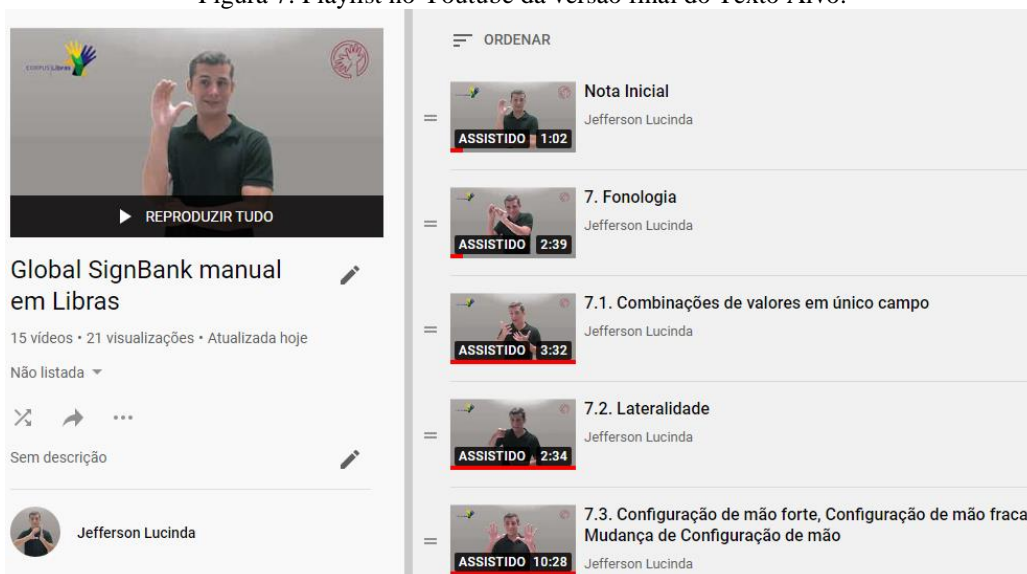 Figura 7. Playlist no Youtube da versão final do Texto Alvo.
REPRODUZIR TUDO
Global SignBank manual
em Libras
15 vídeos • 21 visualizações • Atualizada hoje
Não listada
Sem descrição
Jefferson Lucinda
ORDENAR
ASSISTIDO 1:02
Nota Inicial
Jefferson Lucinda
ASSISTIDO 2:39
7. Fonologia
Jefferson Lucinda
ASSISTIDO 3:32
7.1. Combinações de valores em único campo
Jefferson Lucinda
ASSISTIDO 2:34
7.2. Lateralidade
Jefferson Lucinda
ASSISTIDO 10:28
7.3. Configuração de mão forte, Configuração de mão fraca
Mudança de Configuração de mão
Jefferson Lucinda